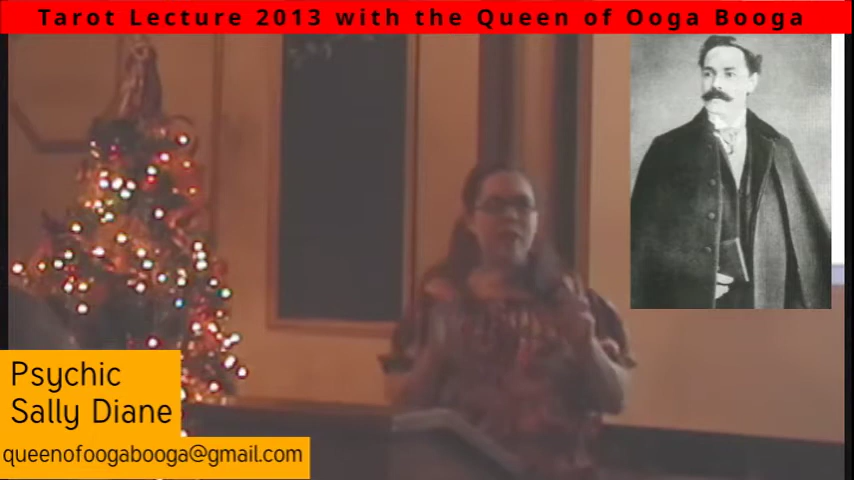 Tarot Lecture 2013 with the Queen of Ooga Booga
Psychic
Sally Diane
queenofoogabooga@gmail.com